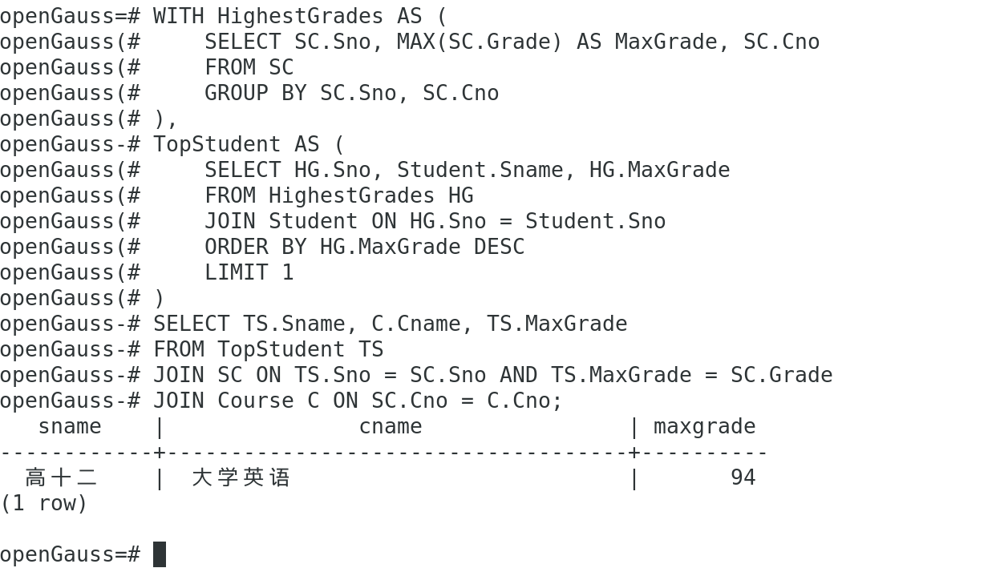 openGauss=# WITH HighestGrades AS (
openGauss(#     SELECT SC.Sno, MAX(SC.Grade) AS MaxGrade, SC.Cno
openGauss(#     FROM SC
openGauss(#     GROUP BY SC.Sno, SC.Cno
openGauss(# ),
openGauss-# TopStudent AS (
openGauss(#     SELECT HG.Sno, Student.Sname, HG.MaxGrade
openGauss(#     FROM HighestGrades HG
openGauss(#     JOIN Student ON HG.Sno = Student.Sno
openGauss(#     ORDER BY HG.MaxGrade DESC
openGauss(#     LIMIT 1
openGauss(# )
openGauss-# SELECT TS.Sname, C.Cname, TS.MaxGrade
openGauss-# FROM TopStudent TS
openGauss-# JOIN SC ON TS.Sno = SC.Sno AND TS.MaxGrade = SC.Grade
openGauss-# JOIN Course C ON SC.Cno = C.Cno;
   sname    |               cname                | maxgrade
------------+------------------------------------+----------
  高十二    |  大学英语                          |       94
(1 row)
openGauss=#